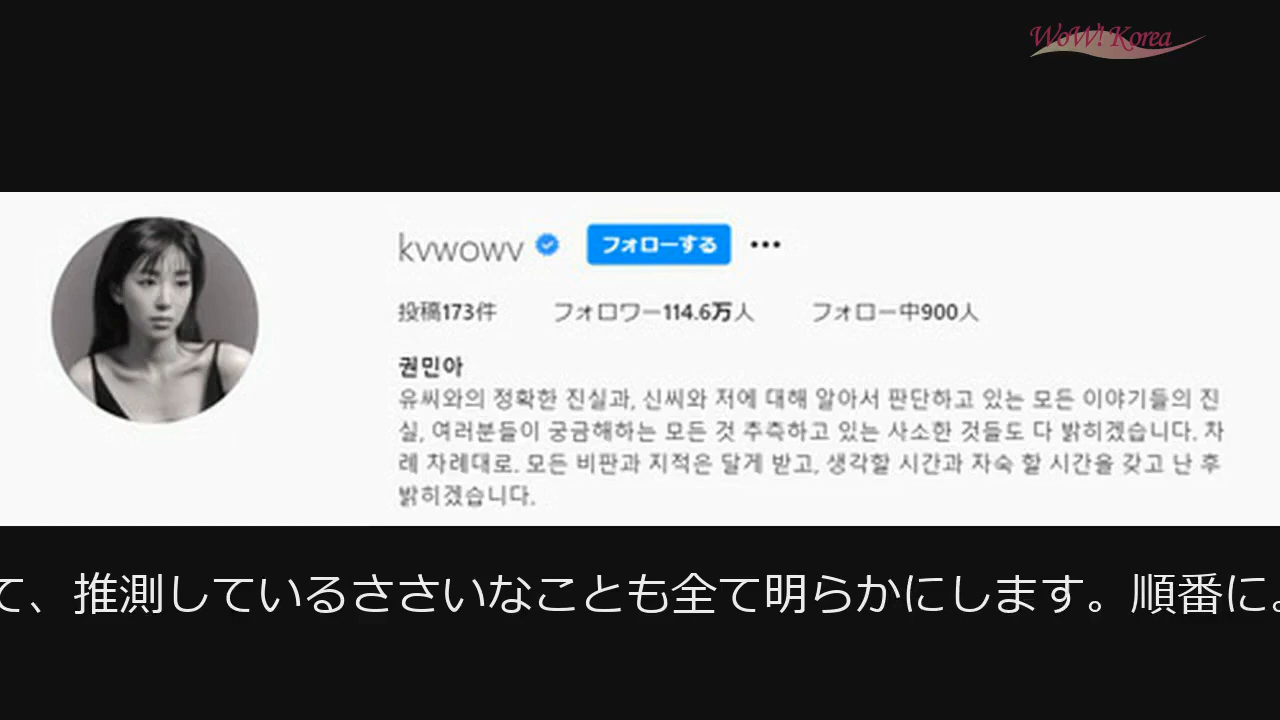 WoW! Korea
kvwowv
フォローする
投稿173件 フォロワー114.6万人 フォロー中900人
권민아
유씨와의 정확한 진실과, 신씨와 저에 대해 알아서 판단하고 있는 모든 이야기들의 진
실, 여러분들이 궁금해하는 모든 것 추측하고 있는 사소한 것들도 다 밝히겠습니다. 차
례 차례대로. 모든 비판과 지적은 달게 받고, 생각할 시간과 자숙 할 시간을 갖고 난 후
밝히겠습니다.
て、推測しているささいなことも全て明らかにします。順番に